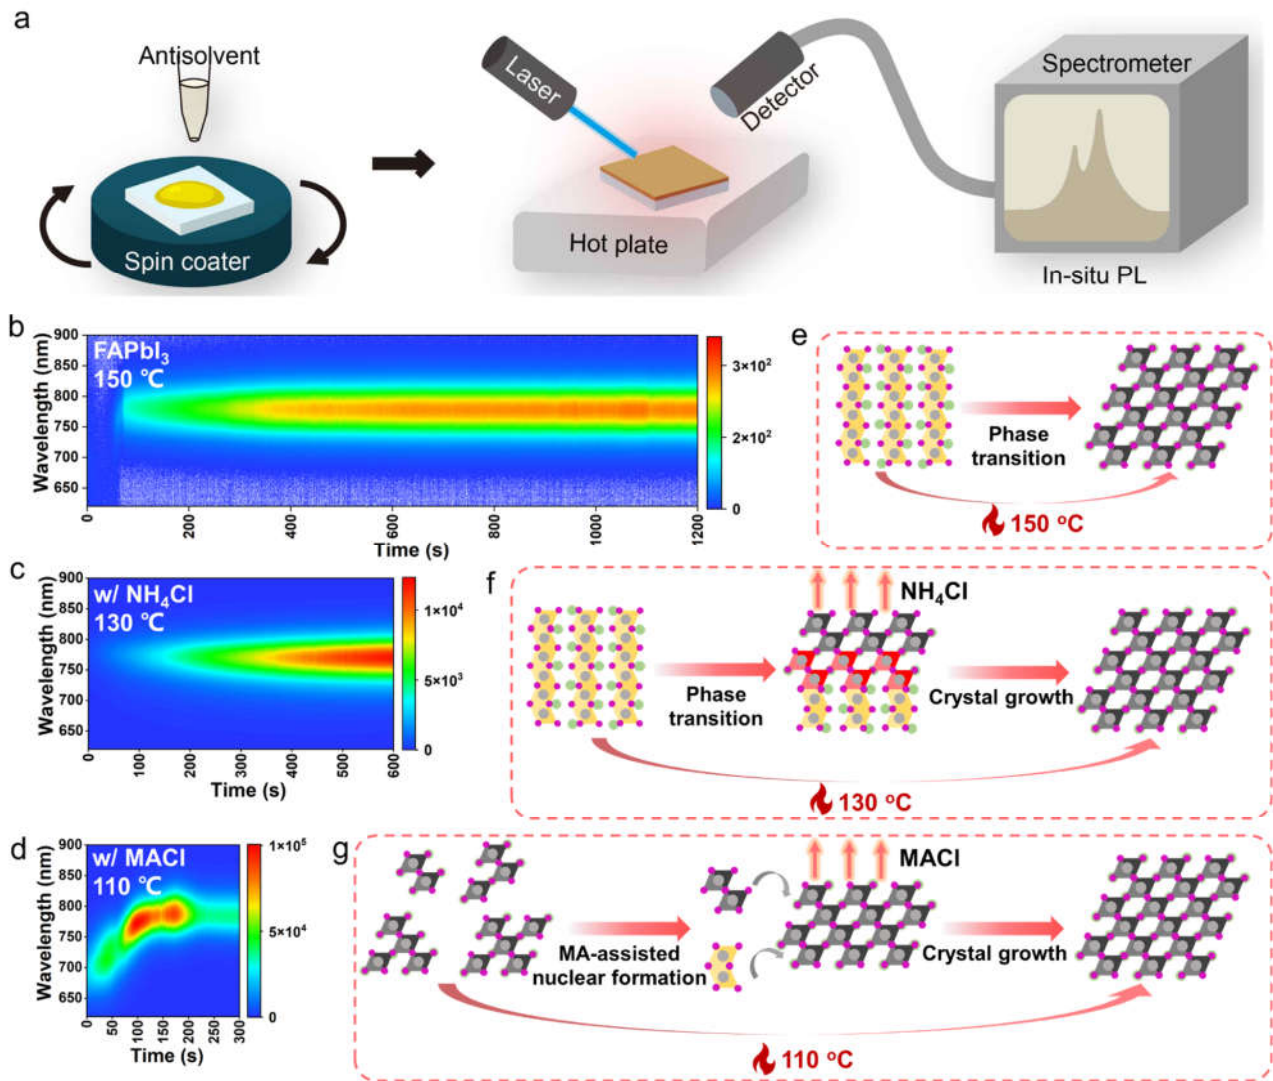 a
Antisolvent
Spin coater
Laser
Detector
Hot plate
Spectrometer
In-situ PL
b
Wavelength (nm)
900
850
800
750
700
650
FAPbI₃
150 ℃
0
200
400
600
800
1000
1200
Time (s)
3×10²
2×10²
0
e
Phase
transition
150 °C
c
Wavelength (nm)
900
850
800
750
700
650
w/ NH₄Cl
130 ℃
0
100
200
300
400
500
600
Time (s)
1×10⁴
5×10³
0
f
Phase
transition
NH₄Cl
Crystal growth
130 °C
d
Wavelength (nm)
900
850
800
750
700
650
w/ MACl
110 ℃
0
50
100
150
200
250
300
Time (s)
1×10⁵
5×10⁴
0
g
MA-assisted
nuclear formation
MACl
Crystal growth
110 °C